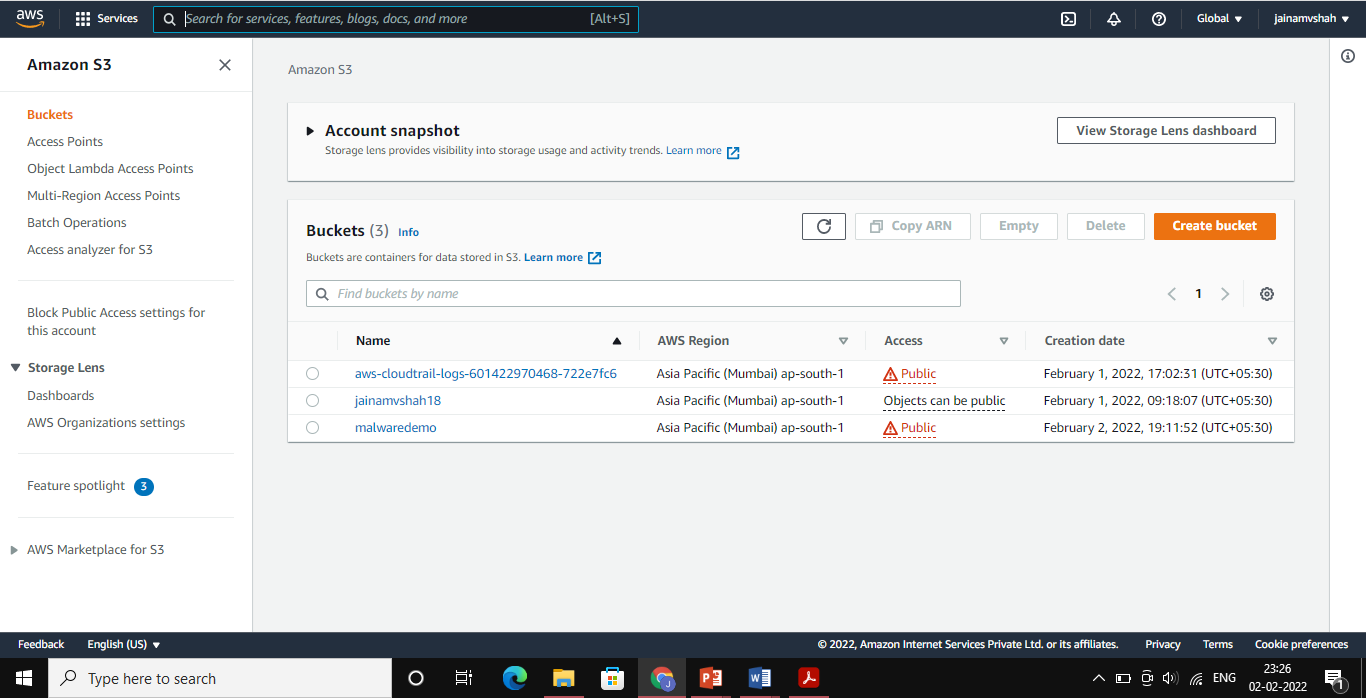 aws
Services
Search for services, features, blogs, docs, and more
[Alt+S]
Global
jainamvshah
Amazon S3
Buckets
Access Points
Object Lambda Access Points
Multi-Region Access Points
Batch Operations
Access analyzer for S3
Block Public Access settings for
this account
Storage Lens
Dashboards
AWS Organizations settings
Feature spotlight 3
AWS Marketplace for S3
Amazon S3
Account snapshot
Storage lens provides visibility into storage usage and activity trends. Learn more
View Storage Lens dashboard
Buckets (3) Info
Buckets are containers for data stored in S3. Learn more
Copy ARN
Empty
Delete
Create bucket
Find buckets by name
1
Name AWS Region Access Creation date
aws-cloudtrail-logs-601422970468-722e7fc6 Asia Pacific (Mumbai) ap-south-1 Public February 1, 2022, 17:02:31 (UTC+05:30)
jainamvshah18 Asia Pacific (Mumbai) ap-south-1 Objects can be public February 1, 2022, 09:18:07 (UTC+05:30)
malwaredemo Asia Pacific (Mumbai) ap-south-1 Public February 2, 2022, 19:11:52 (UTC+05:30)
Feedback English (US) © 2022, Amazon Internet Services Private Ltd. or its affiliates. Privacy Terms Cookie preferences
Type here to search
J
P
W
ENG
23:26
02-02-2022
1